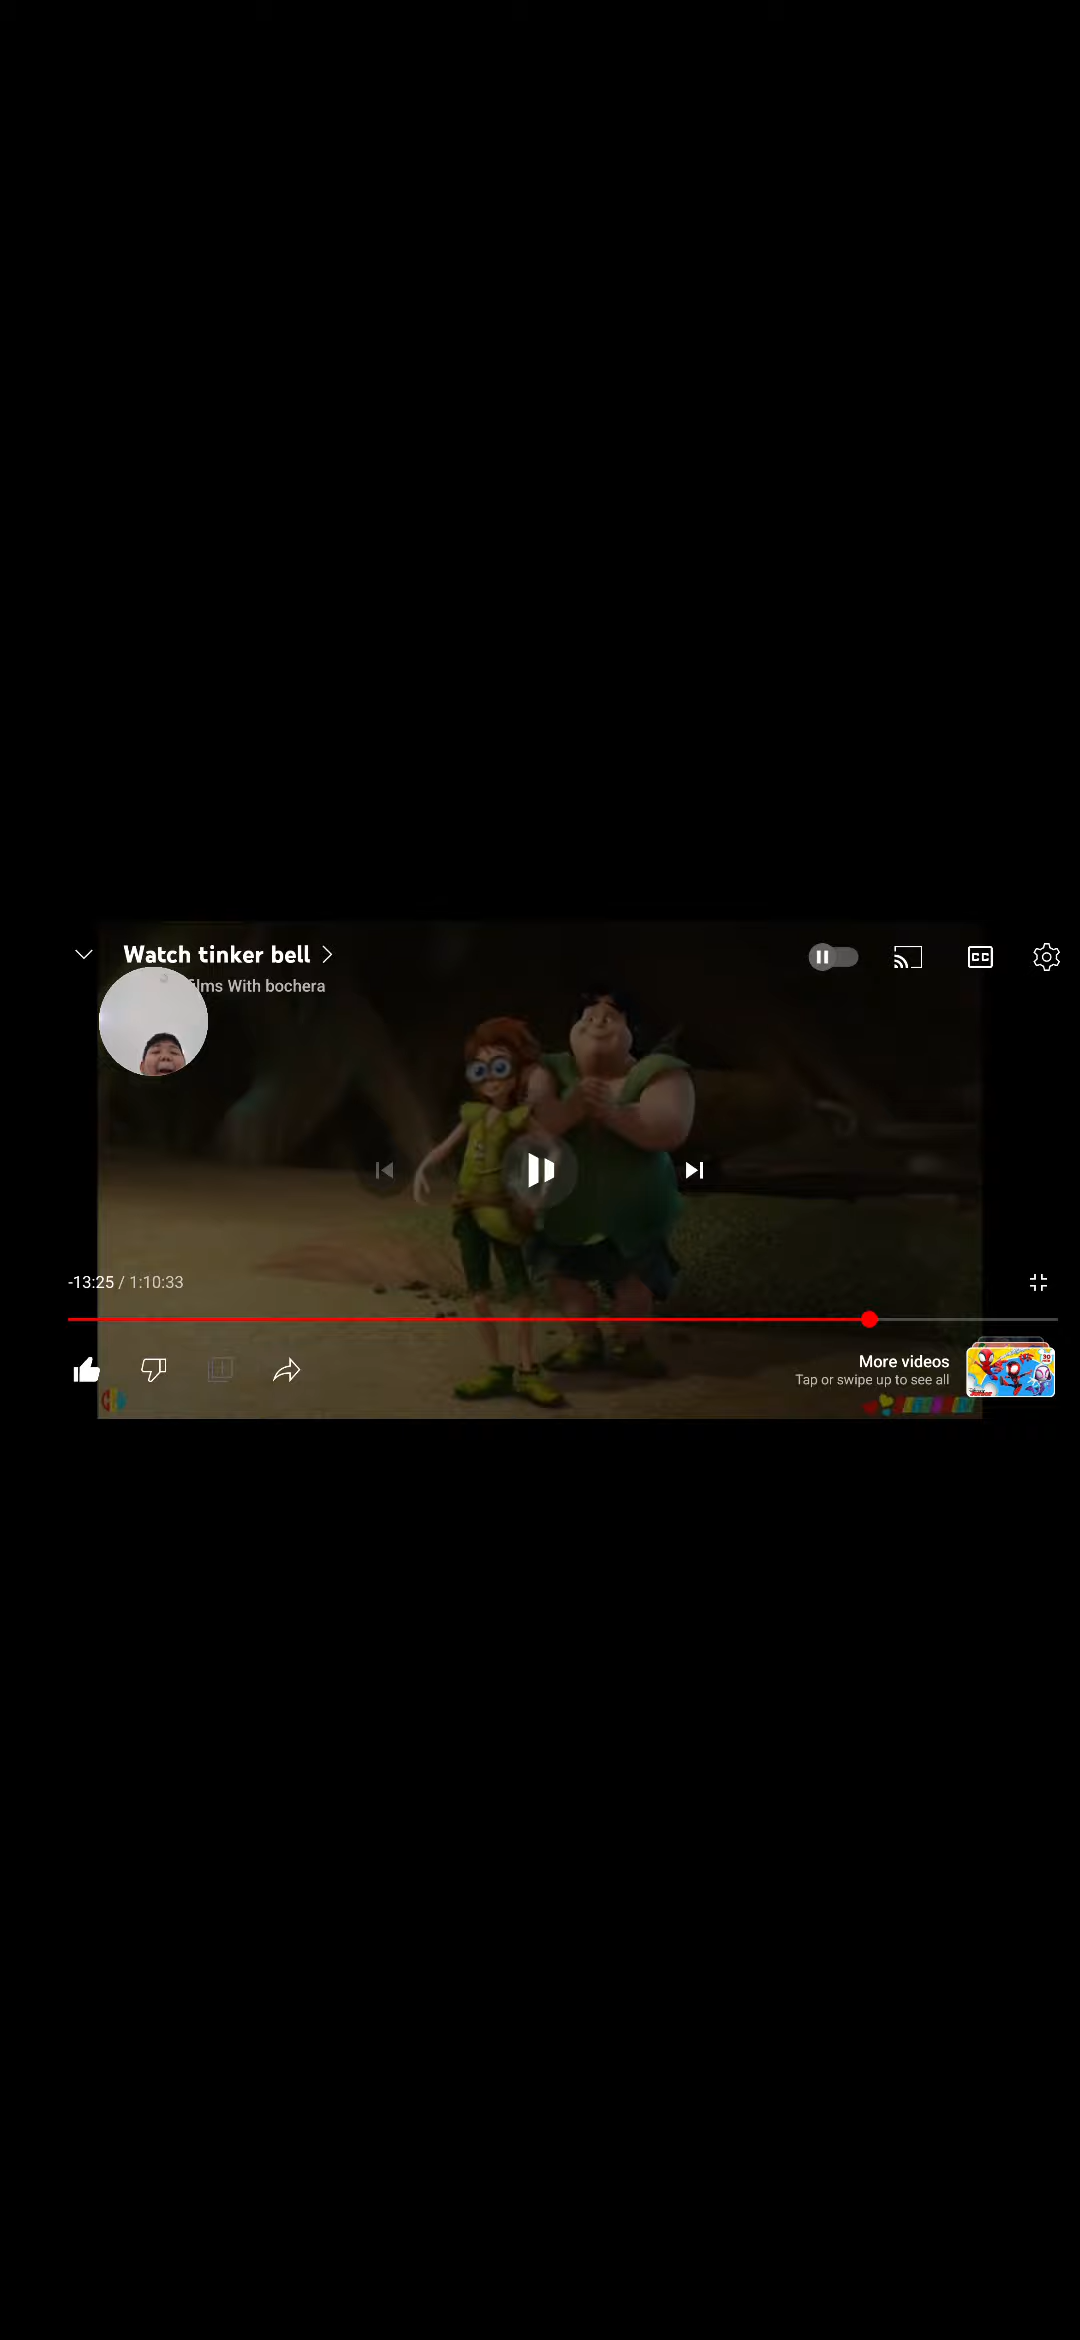 Watch tinker bell
lms With bochera
CC
-13:25 / 1:10:33
More videos
Tap or swipe up to see all